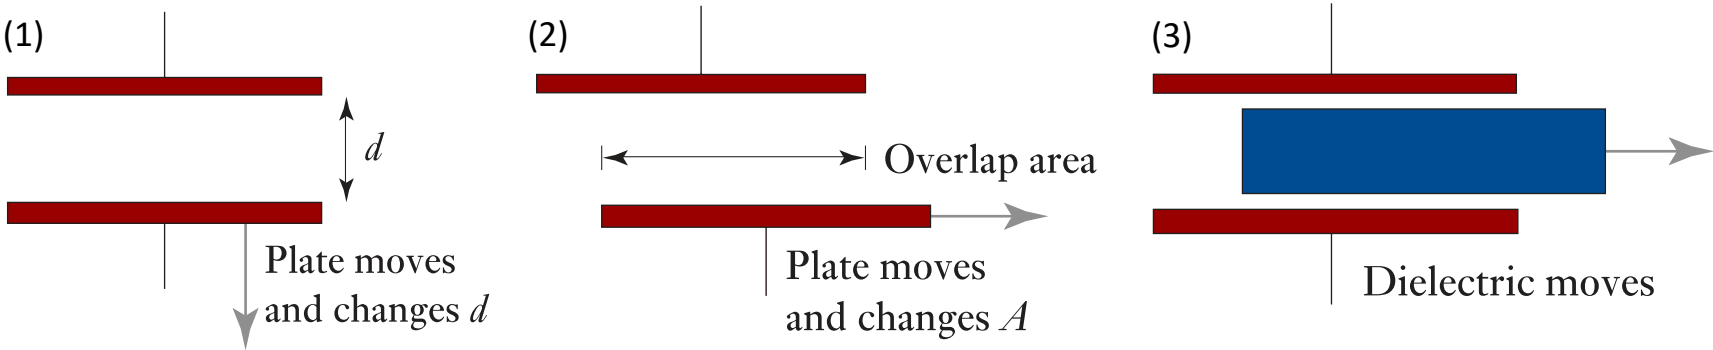 (1)
d
Plate moves
and changes d
(2)
Overlap area
Plate moves
and changes A
(3)
Dielectric moves